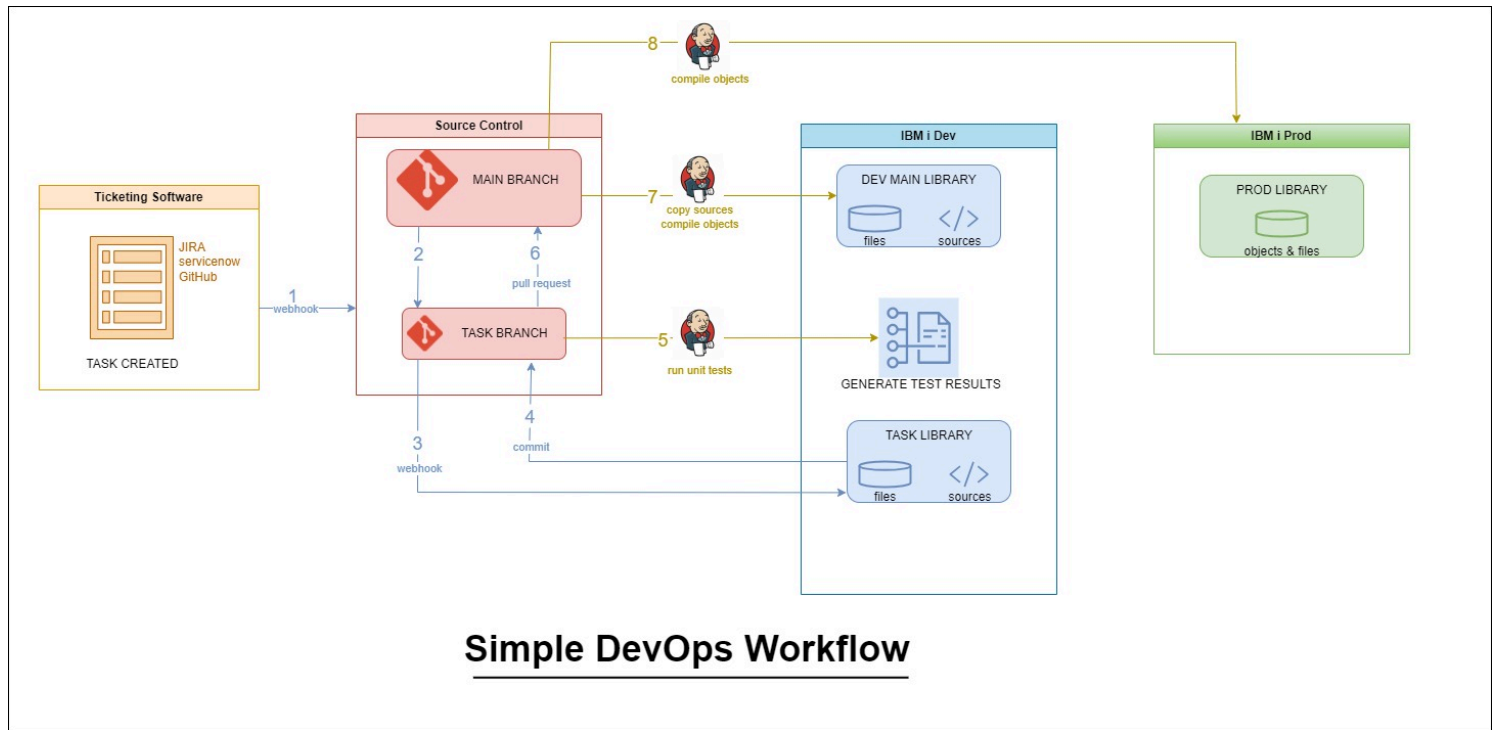 8
compile objects
Source Control
IBM i Dev
IBM i Prod
MAIN BRANCH
DEV MAIN LIBRARY
files
sources
PROD LIBRARY
objects & files
Ticketing Software
JIRA
servicenow
GitHub
TASK CREATED
1
webhook
7
copy sources
compile objects
2
6
pull request
TASK BRANCH
5
run unit tests
GENERATE TEST RESULTS
4
commit
3
webhook
TASK LIBRARY
files
sources
Simple DevOps Workflow